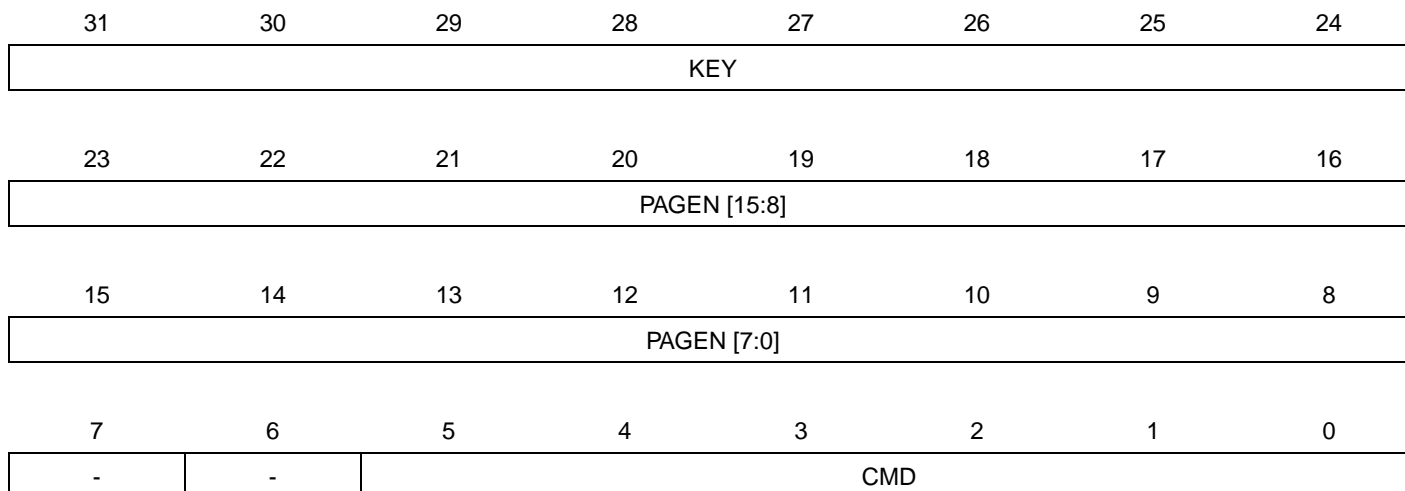 31 30 29 28 27 26 25 24
KEY
23 22 21 20 19 18 17 16
PAGEN [15:8]
15 14 13 12 11 10 9 8
PAGEN [7:0]
7 6 5 4 3 2 1 0
- - CMD